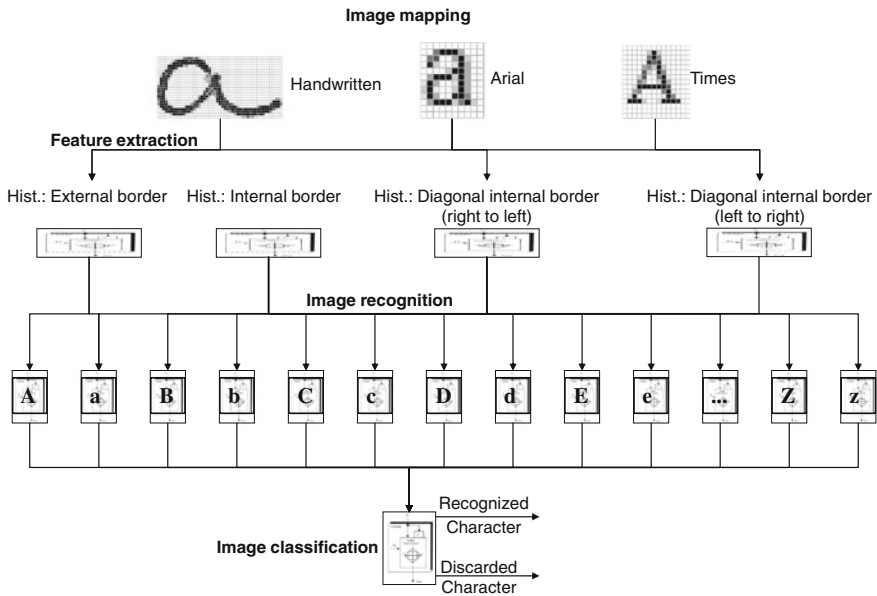 Image mapping
Handwritten
Arial
Times
Feature extraction
Hist.: External border
Hist.: Internal border
Hist.: Diagonal internal border
(right to left)
Hist.: Diagonal internal border
(left to right)
Image recognition
A a B b C c D d E e ... Z z
Recognized
Character
Image classification
Discarded
Character